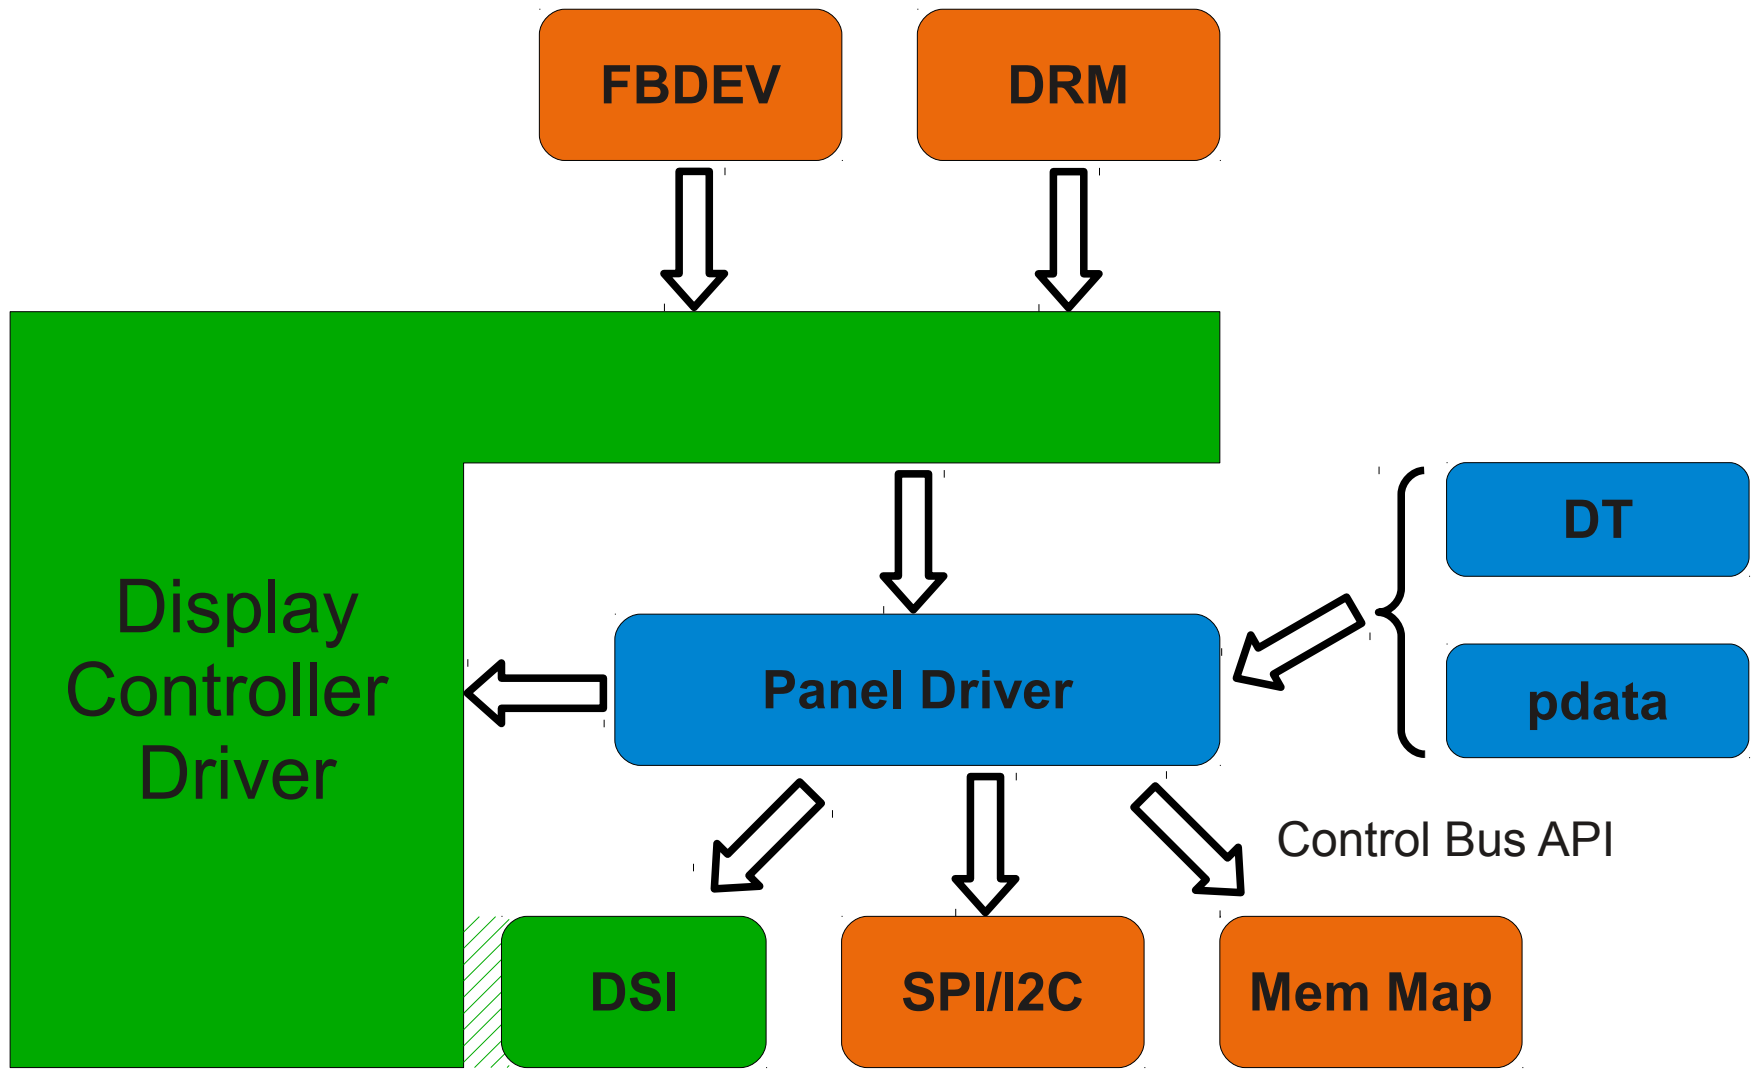 FBDEV
DRM
DT
Display
Controller
Driver
Panel Driver
pdata
Control Bus API
DSI
SPI/I2C
Mem Map